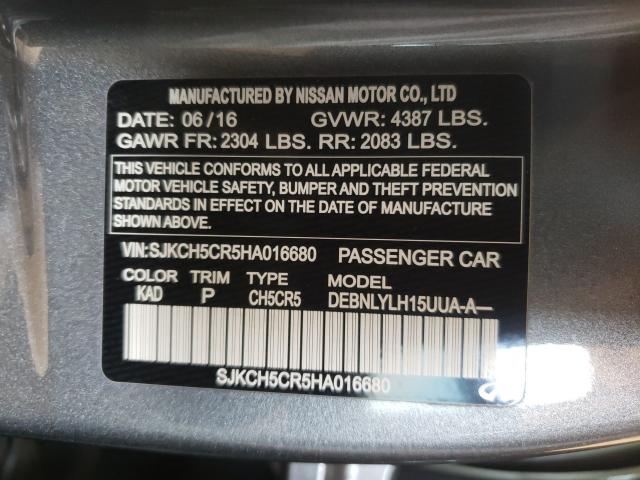 MANUFACTURED BY NISSAN MOTOR CO., LTD
DATE: 06/16 GVWR: 4387 LBS.
GAWR FR: 2304 LBS. RR: 2083 LBS.
THIS VEHICLE CONFORMS TO ALL APPLICABLE FEDERAL
MOTOR VEHICLE SAFETY, BUMPER AND THEFT PREVENTION
STANDARDS IN EFFECT ON THE DATE OF MANUFACTURE
SHOWN ABOVE.
VIN:SJKCH5CR5HA016680 PASSENGER CAR
COLOR TRIM TYPE MODEL
KAD P CH5CR5 DEBNLYLH15UUA-A—
SJKCH5CR5HA016680